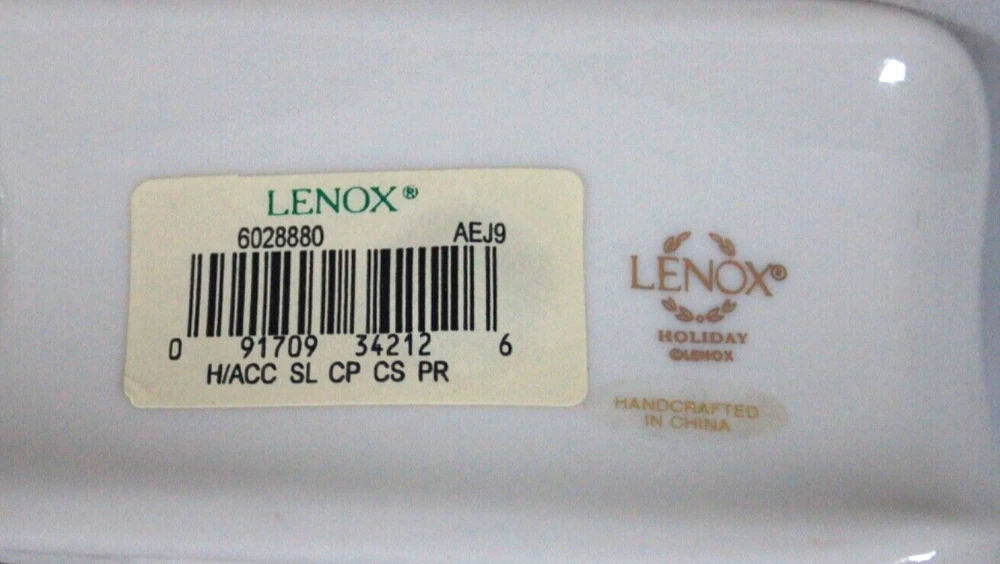 LENOX®
6028880 AEJ9
0 91709 34212 6
H/ACC SL CP CS PR
LENOX®
HOLIDAY
©LENOX
HANDCRAFTED
IN CHINA